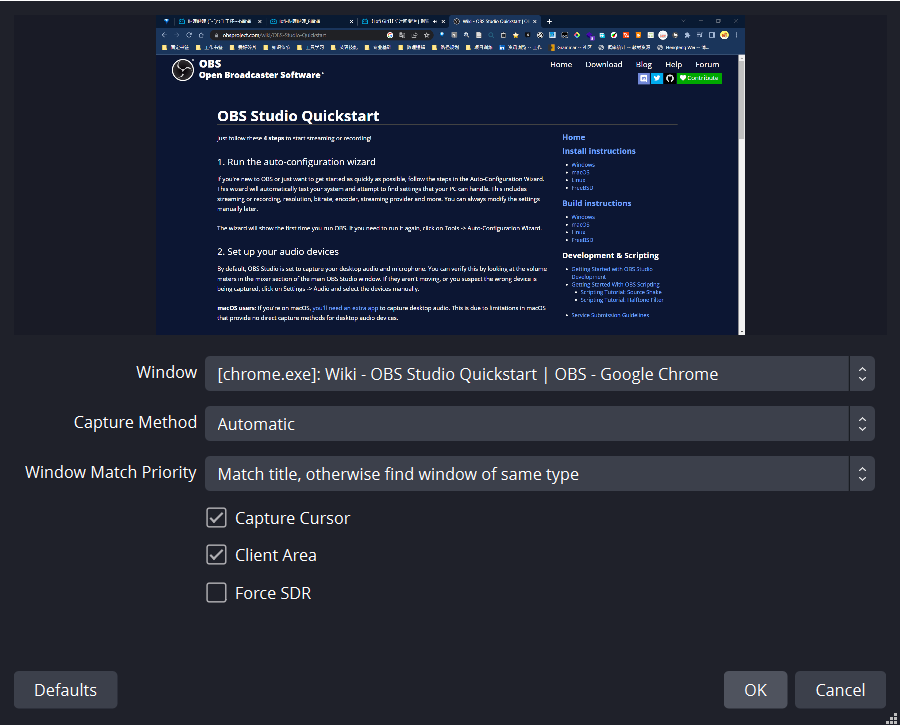 obsproject.com/wiki/OBS-Studio-Quickstart
OBS
Open Broadcaster Software
Home Download Blog Help Forum
Contribute
OBS Studio Quickstart
Just follow these 4 steps to start streaming or recording!
1. Run the auto-configuration wizard
If you're new to OBS or just want to get started as quickly as possible, follow the steps in the Auto-Configuration Wizard.
This wizard will automatically test your system and attempt to find settings that your PC can handle. This includes
streaming or recording, resolution, bitrate, encoder, streaming provider and more. You can always modify the settings
manually later.
The wizard will show the first time you run OBS. If you need to run it again, click on Tools -> Auto-Configuration Wizard.
2. Set up your audio devices
By default, OBS Studio is set to capture your desktop audio and microphone. You can verify this by looking at the volume
meters in the mixer section of the main OBS Studio window. If they aren't moving, or you suspect the wrong device is
being captured, click on Settings -> Audio and select the devices manually.
macOS users: If you're on macOS, you'll need an extra app to capture desktop audio. This is due to limitations in macOS
that provide no direct capture methods for desktop audio devices.
Home
Install instructions
Windows
macOS
Linux
FreeBSD
Build instructions
Windows
macOS
Linux
FreeBSD
Development & Scripting
Getting Started with OBS Studio
Development
Getting Started With OBS Scripting
Scripting Tutorial: Source Shake
Scripting Tutorial: Halftone Filter
Service Submission Guidelines
Window [chrome.exe]: Wiki - OBS Studio Quickstart | OBS - Google Chrome
Capture Method Automatic
Window Match Priority Match title, otherwise find window of same type
Capture Cursor
Client Area
Force SDR
Defaults OK Cancel